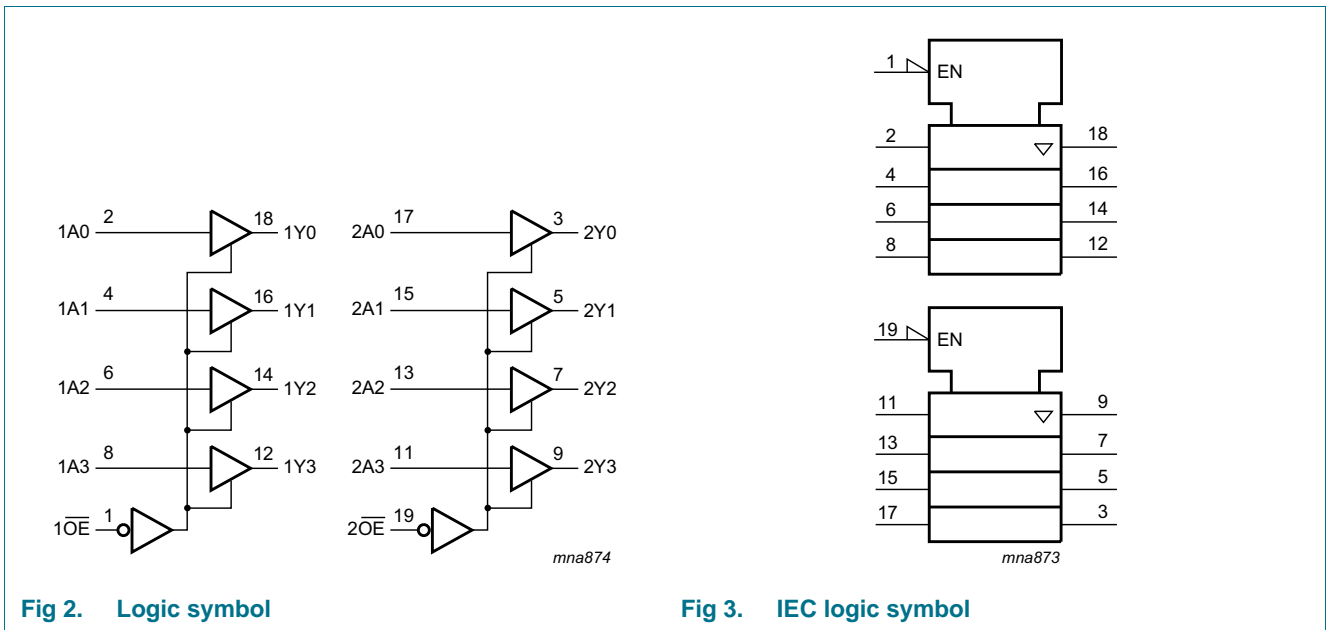 1A0 2 18 1Y0
1A1 4 16 1Y1
1A2 6 14 1Y2
1A3 8 12 1Y3
1O̅E̅ 1
2A0 17 3 2Y0
2A1 15 5 2Y1
2A2 13 7 2Y2
2A3 11 9 2Y3
2O̅E̅ 19
mna874
1 EN
2 18
4 16
6 14
8 12
19 EN
11 9
13 7
15 5
17 3
mna873
Fig 2. Logic symbol
Fig 3. IEC logic symbol